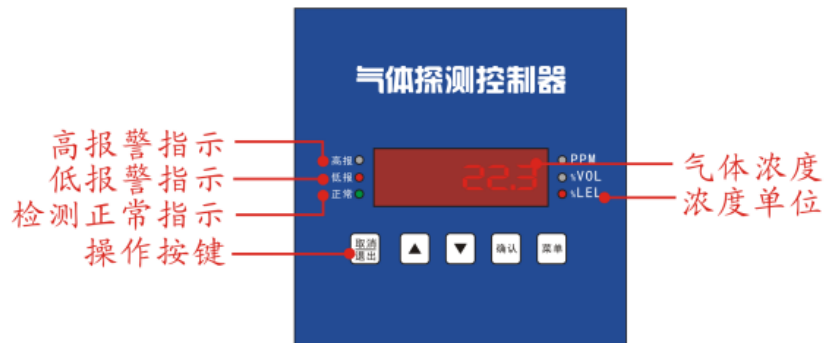 气体探测控制器
高报警指示
低报警指示
检测正常指示
操作按键
高报
低报
正常
22.3
PPM
%VOL
%LEL
气体浓度
浓度单位
取消
退出
确认
菜单